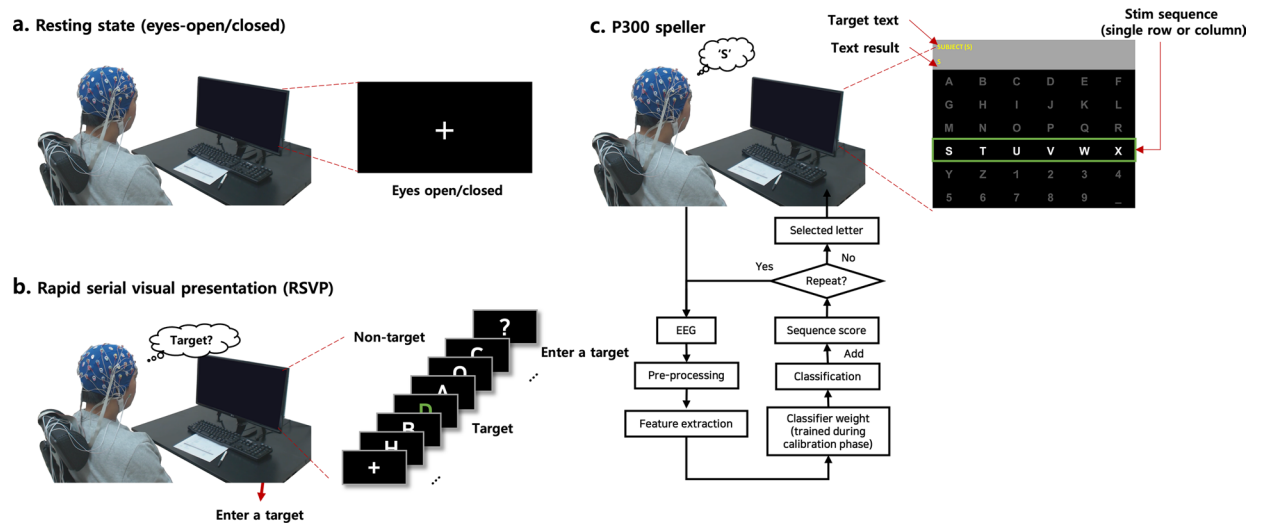 a. Resting state (eyes-open/closed)
+
Eyes open/closed
b. Rapid serial visual presentation (RSVP)
Target?
Non-target
?
C
O
A
D
B
H
+
Enter a target
...
Target
...
Enter a target
c. P300 speller
'S'
Target text
Text result
Stim sequence
(single row or column)
SUBJECT (S)
S
A B C D E F
G H I J K L
M N O P Q R
S T U V W X
Y Z 1 2 3 4
5 6 7 8 9 _
Selected letter
No
Yes
Repeat?
EEG
Sequence score
Add
Pre-processing
Classification
Feature extraction
Classifier weight
(trained during
calibration phase)